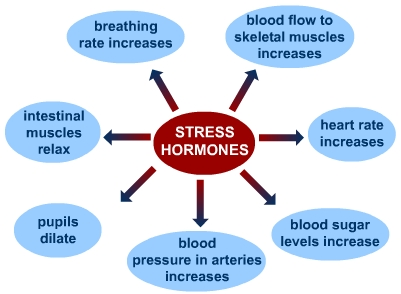 breathing
rate increases
blood flow to
skeletal muscles
increases
intestinal
muscles
relax
STRESS
HORMONES
heart rate
increases
pupils
dilate
blood
pressure in arteries
increases
blood sugar
levels increase